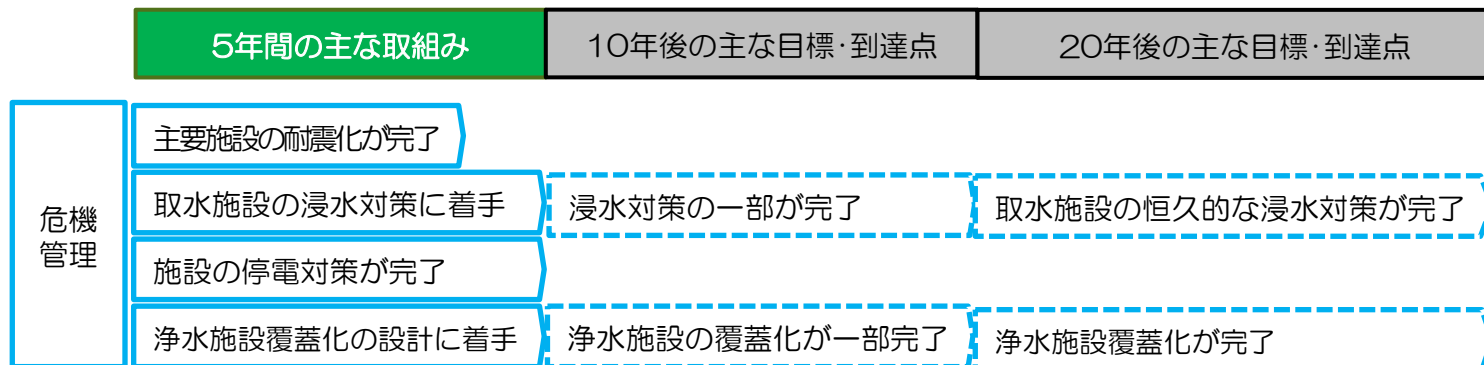 5年間の主な取組み
10年後の主な目標・到達点
20年後の主な目標・到達点
危機
管理
主要施設の耐震化が完了
取水施設の浸水対策に着手
浸水対策の一部が完了
取水施設の恒久的な浸水対策が完了
施設の停電対策が完了
浄水施設覆蓋化の設計に着手
浄水施設の覆蓋化が一部完了
浄水施設覆蓋化が完了